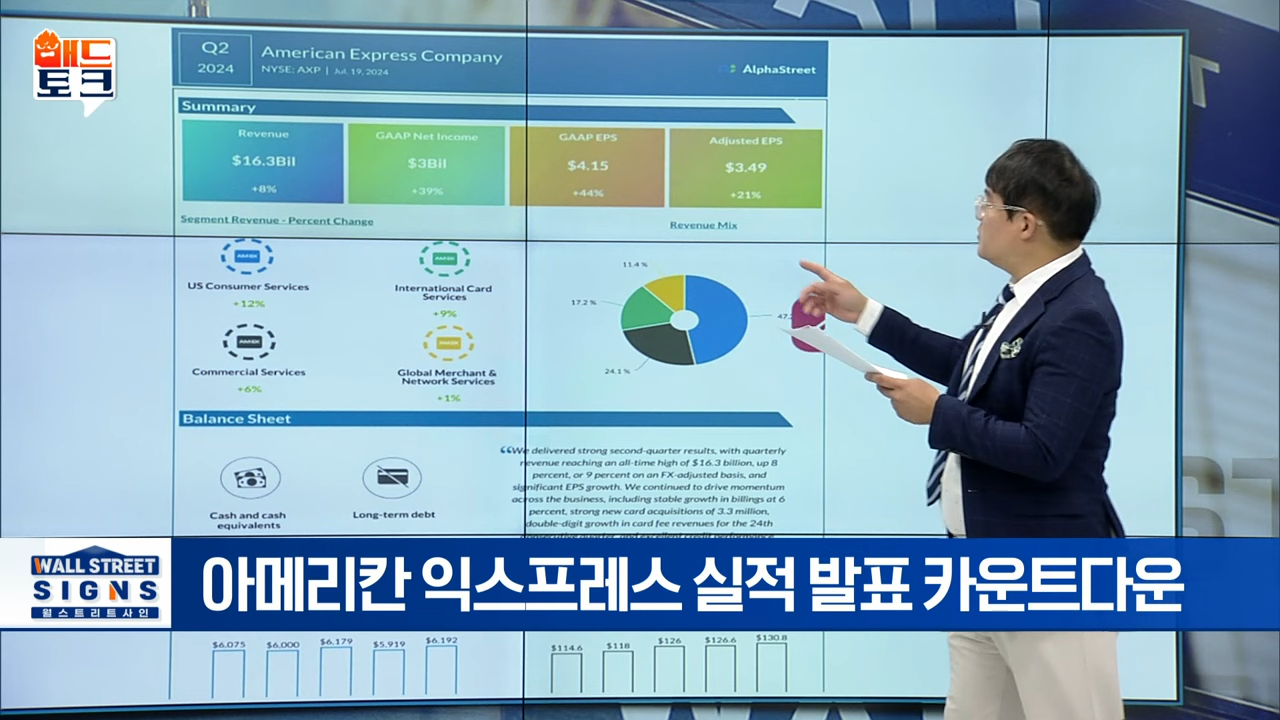 매드
토크
Q2
2024
American Express Company
NYSE: AXP | Jul. 19, 2024
AlphaStreet
Summary
Revenue
$16.3Bil
+8%
GAAP Net Income
$3Bil
+39%
GAAP EPS
$4.15
+44%
Adjusted EPS
$3.49
+21%
Segment Revenue - Percent Change
Revenue Mix
US Consumer Services
+12%
International Card
Services
+9%
Commercial Services
+6%
Global Merchant &
Network Services
+1%
11.4 %
17.2 %
24.1 %
47.
Balance Sheet
Cash and cash
equivalents
Long-term debt
“We delivered strong second-quarter results, with quarterly
revenue reaching an all-time high of $16.3 billion, up 8
percent, or 9 percent on an FX-adjusted basis, and
significant EPS growth. We continued to drive momentum
across the business, including stable growth in billings at 6
percent, strong new card acquisitions of 3.3 million,
double-digit growth in card fee revenues for the 24th
consecutive quarter, and excellent credit performance
WALL STREET
SIGNS
월스트리트사인
아메리칸 익스프레스 실적 발표 카운트다운
$6,075
$6,000
$6,179
$5,919
$6,192
$114.6
$118
$126
$126.6
$130.8